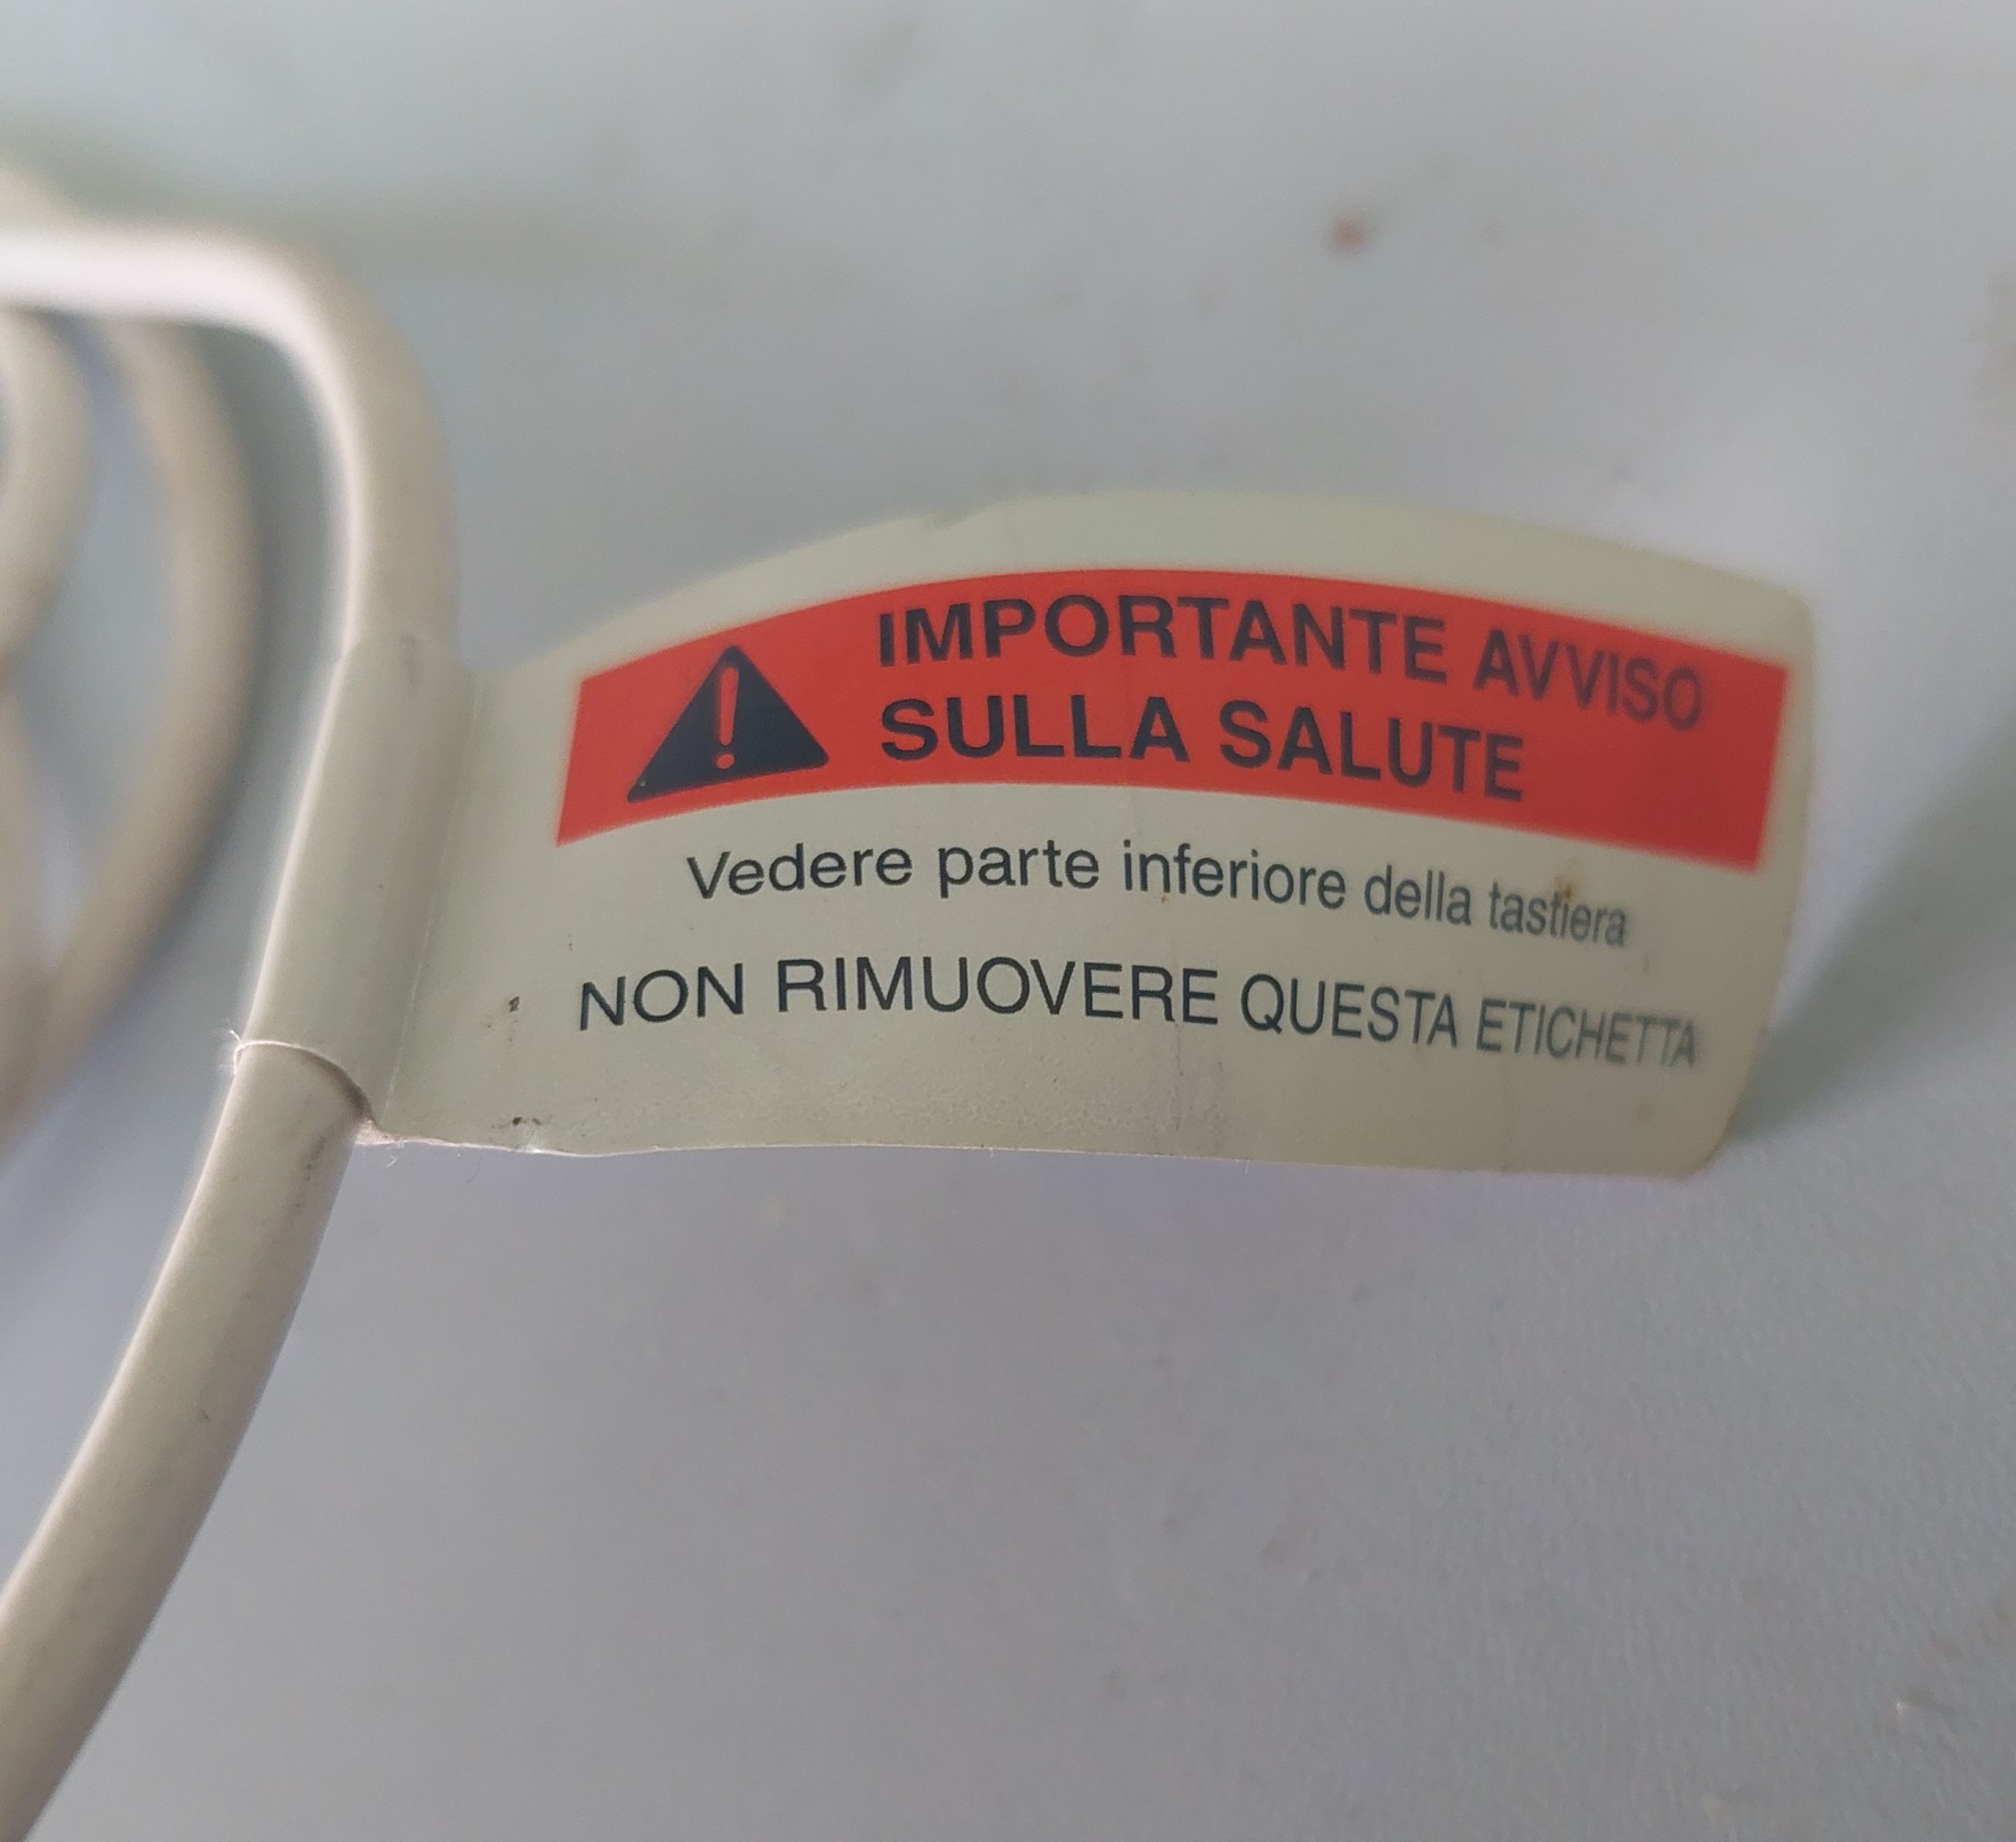 IMPORTANTE AVVISO
SULLA SALUTE
Vedere parte inferiore della tastiera
NON RIMUOVERE QUESTA ETICHETTA